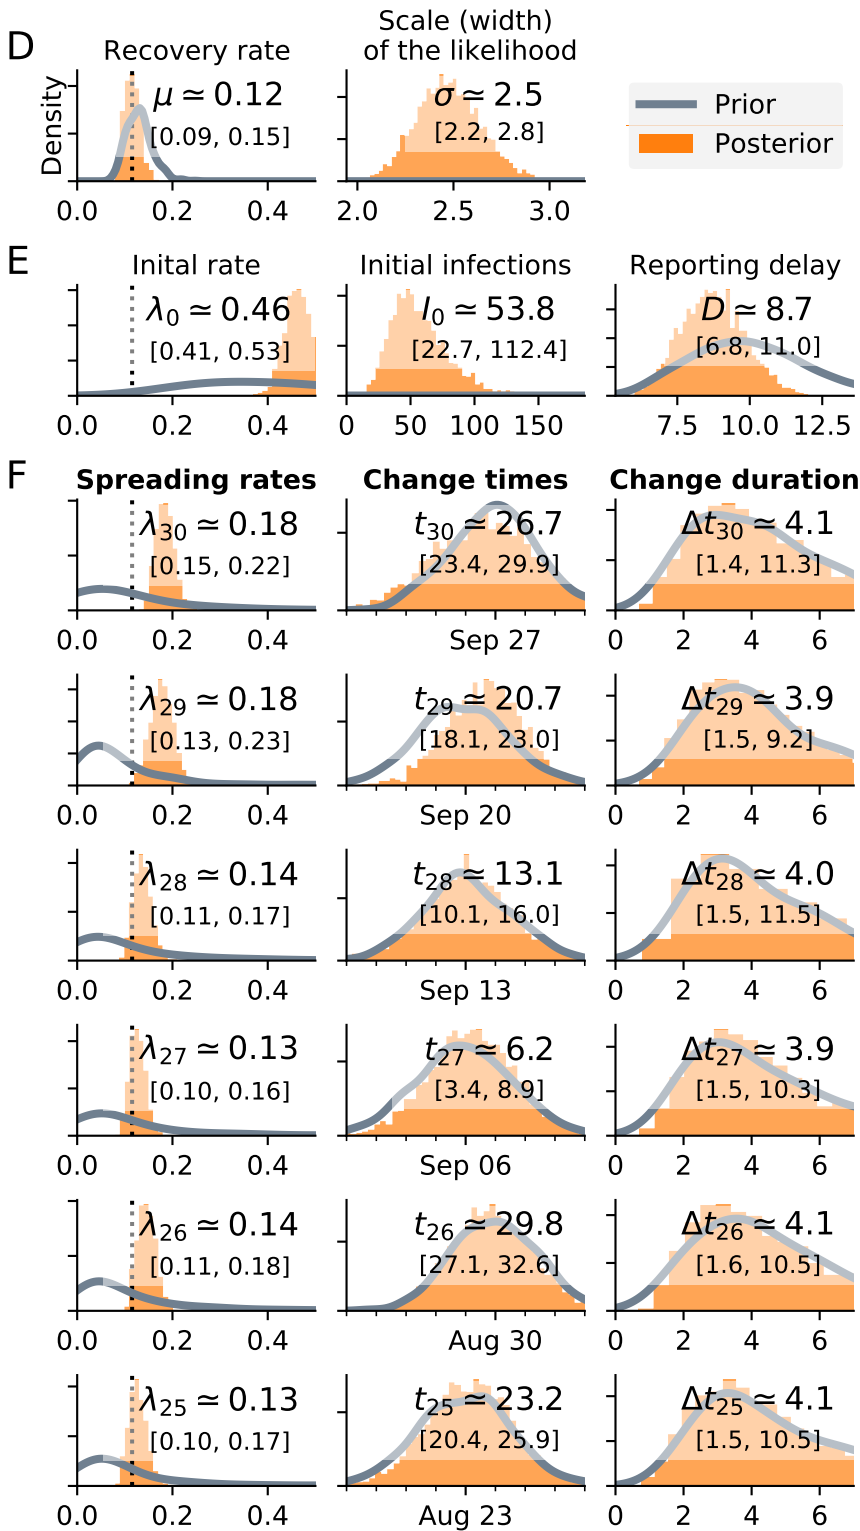 D
Recovery rate
Density
μ ≃ 0.12
[0.09, 0.15]
0.0 0.2 0.4
Scale (width)
of the likelihood
σ ≃ 2.5
[2.2, 2.8]
2.0 2.5 3.0
Prior
Posterior
E
Inital rate
λ0 ≃ 0.46
[0.41, 0.53]
0.0 0.2 0.4
Initial infections
I0 ≃ 53.8
[22.7, 112.4]
0 50 100 150
Reporting delay
D ≃ 8.7
[6.8, 11.0]
7.5 10.0 12.5
F
Spreading rates Change times Change duration
λ30 ≃ 0.18
[0.15, 0.22]
0.0 0.2 0.4
t30 ≃ 26.7
[23.4, 29.9]
Sep 27
Δt30 ≃ 4.1
[1.4, 11.3]
0 2 4 6
λ29 ≃ 0.18
[0.13, 0.23]
0.0 0.2 0.4
t29 ≃ 20.7
[18.1, 23.0]
Sep 20
Δt29 ≃ 3.9
[1.5, 9.2]
0 2 4 6
λ28 ≃ 0.14
[0.11, 0.17]
0.0 0.2 0.4
t28 ≃ 13.1
[10.1, 16.0]
Sep 13
Δt28 ≃ 4.0
[1.5, 11.5]
0 2 4 6
λ27 ≃ 0.13
[0.10, 0.16]
0.0 0.2 0.4
t27 ≃ 6.2
[3.4, 8.9]
Sep 06
Δt27 ≃ 3.9
[1.5, 10.3]
0 2 4 6
λ26 ≃ 0.14
[0.11, 0.18]
0.0 0.2 0.4
t26 ≃ 29.8
[27.1, 32.6]
Aug 30
Δt26 ≃ 4.1
[1.6, 10.5]
0 2 4 6
λ25 ≃ 0.13
[0.10, 0.17]
0.0 0.2 0.4
t25 ≃ 23.2
[20.4, 25.9]
Aug 23
Δt25 ≃ 4.1
[1.5, 10.5]
0 2 4 6